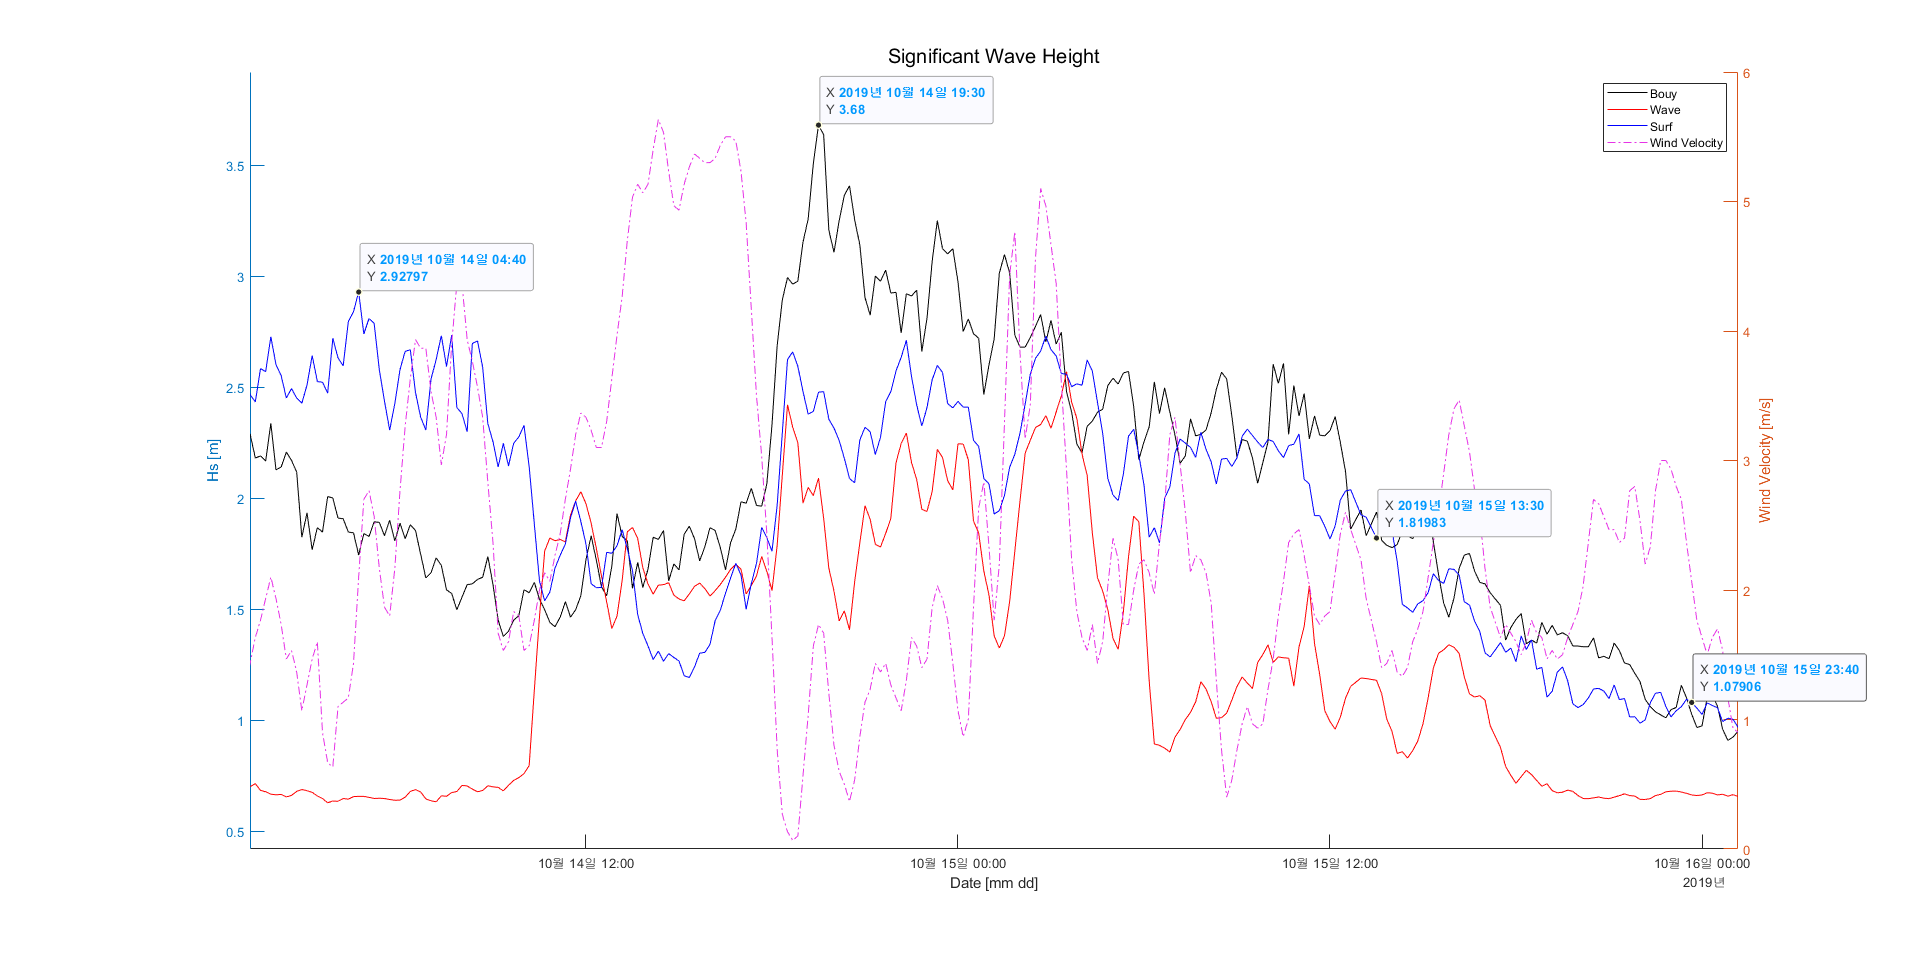 Significant Wave Height
X 2019년 10월 14일 19:30
Y 3.68
Bouy
Wave
Surf
Wind Velocity
X 2019년 10월 14일 04:40
Y 2.92797
X 2019년 10월 15일 13:30
Y 1.81983
X 2019년 10월 15일 23:40
Y 1.07906
Hs [m]
3.5
3
2.5
2
1.5
1
0.5
6
5
4
3
2
1
0
Wind Velocity [m/s]
10월 14일 12:00
10월 15일 00:00
10월 15일 12:00
10월 16일 00:00
Date [mm dd]
2019년